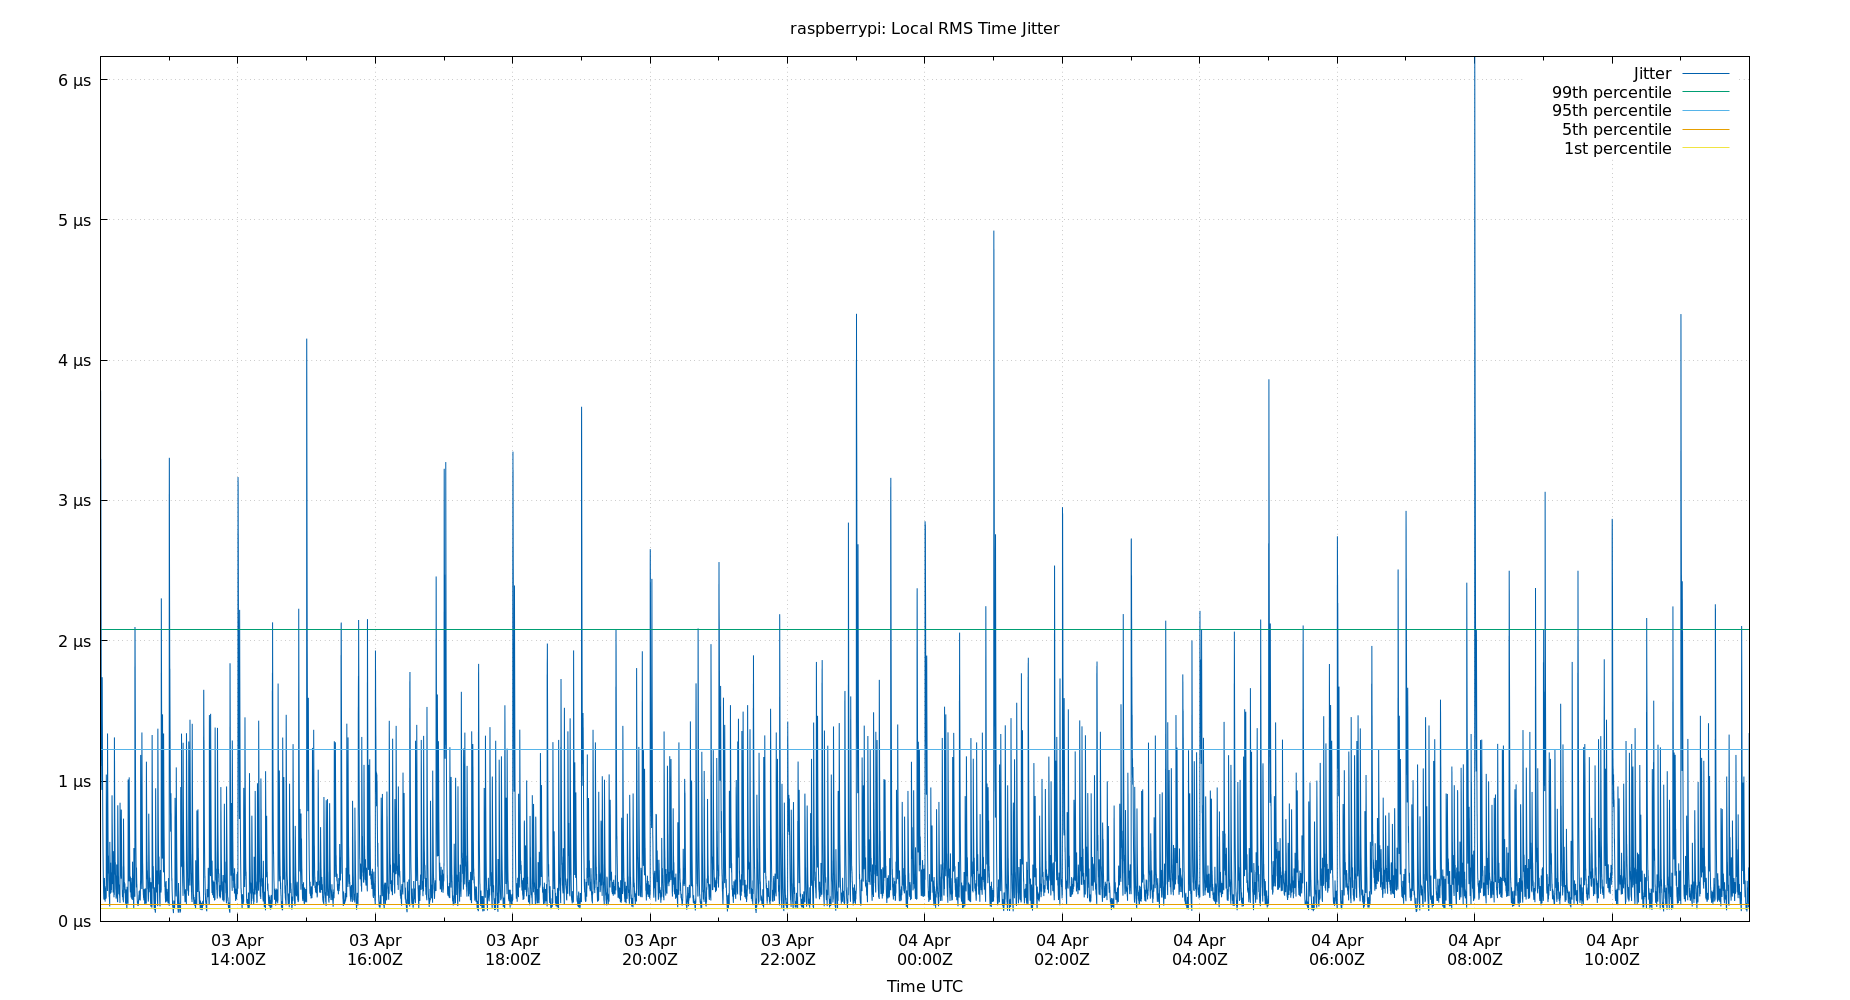 raspberrypi: Local RMS Time Jitter
6 µs
5 µs
4 µs
3 µs
2 µs
1 µs
0 µs
Jitter
99th percentile
95th percentile
5th percentile
1st percentile
03 Apr
14:00Z
03 Apr
16:00Z
03 Apr
18:00Z
03 Apr
20:00Z
03 Apr
22:00Z
04 Apr
00:00Z
04 Apr
02:00Z
04 Apr
04:00Z
04 Apr
06:00Z
04 Apr
08:00Z
04 Apr
10:00Z
Time UTC